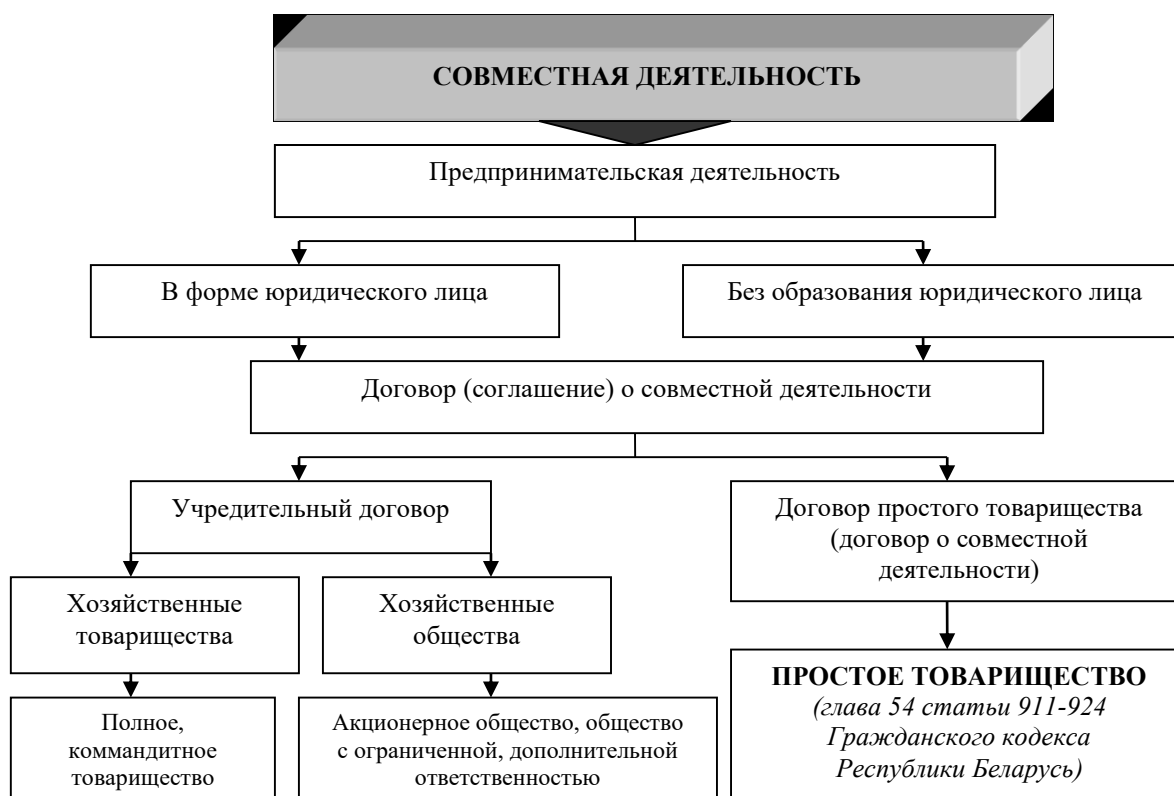 СОВМЕСТНАЯ ДЕЯТЕЛЬНОСТЬ
Предпринимательская деятельность
В форме юридического лица
Без образования юридического лица
Договор (соглашение) о совместной деятельности
Учредительный договор
Договор простого товарищества
(договор о совместной
деятельности)
Хозяйственные
товарищества
Хозяйственные
общества
Полное,
коммандитное
товарищество
Акционерное общество, общество
с ограниченной, дополнительной
ответственностью
ПРОСТОЕ ТОВАРИЩЕСТВО
(глава 54 статьи 911-924
Гражданского кодекса
Республики Беларусь)